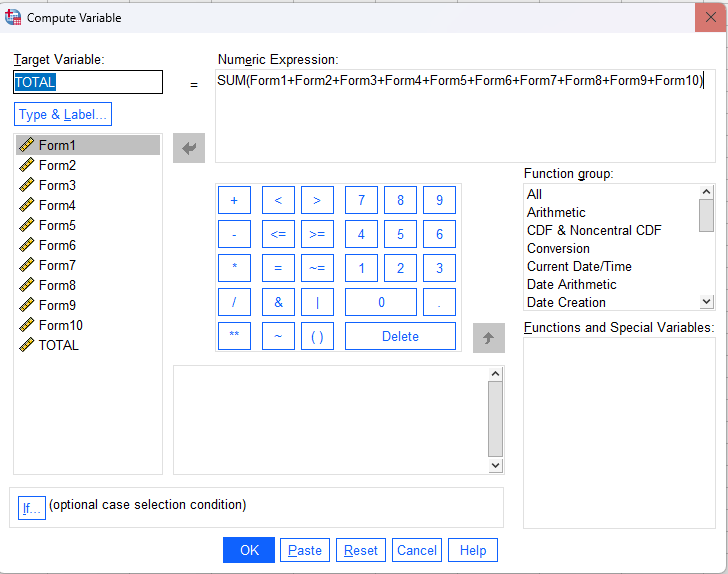 Compute Variable
Target Variable:
TOTAL
=
Numeric Expression:
SUM(Form1+Form2+Form3+Form4+Form5+Form6+Form7+Form8+Form9+Form10)
Type & Label...
Form1
Form2
Form3
Form4
Form5
Form6
Form7
Form8
Form9
Form10
TOTAL
+ < > 7 8 9
- <= >= 4 5 6
* = ~= 1 2 3
/ & | 0 .
** ~ ( ) Delete
Function group:
All
Arithmetic
CDF & Noncentral CDF
Conversion
Current Date/Time
Date Arithmetic
Date Creation
Functions and Special Variables:
If... (optional case selection condition)
OK Paste Reset Cancel Help